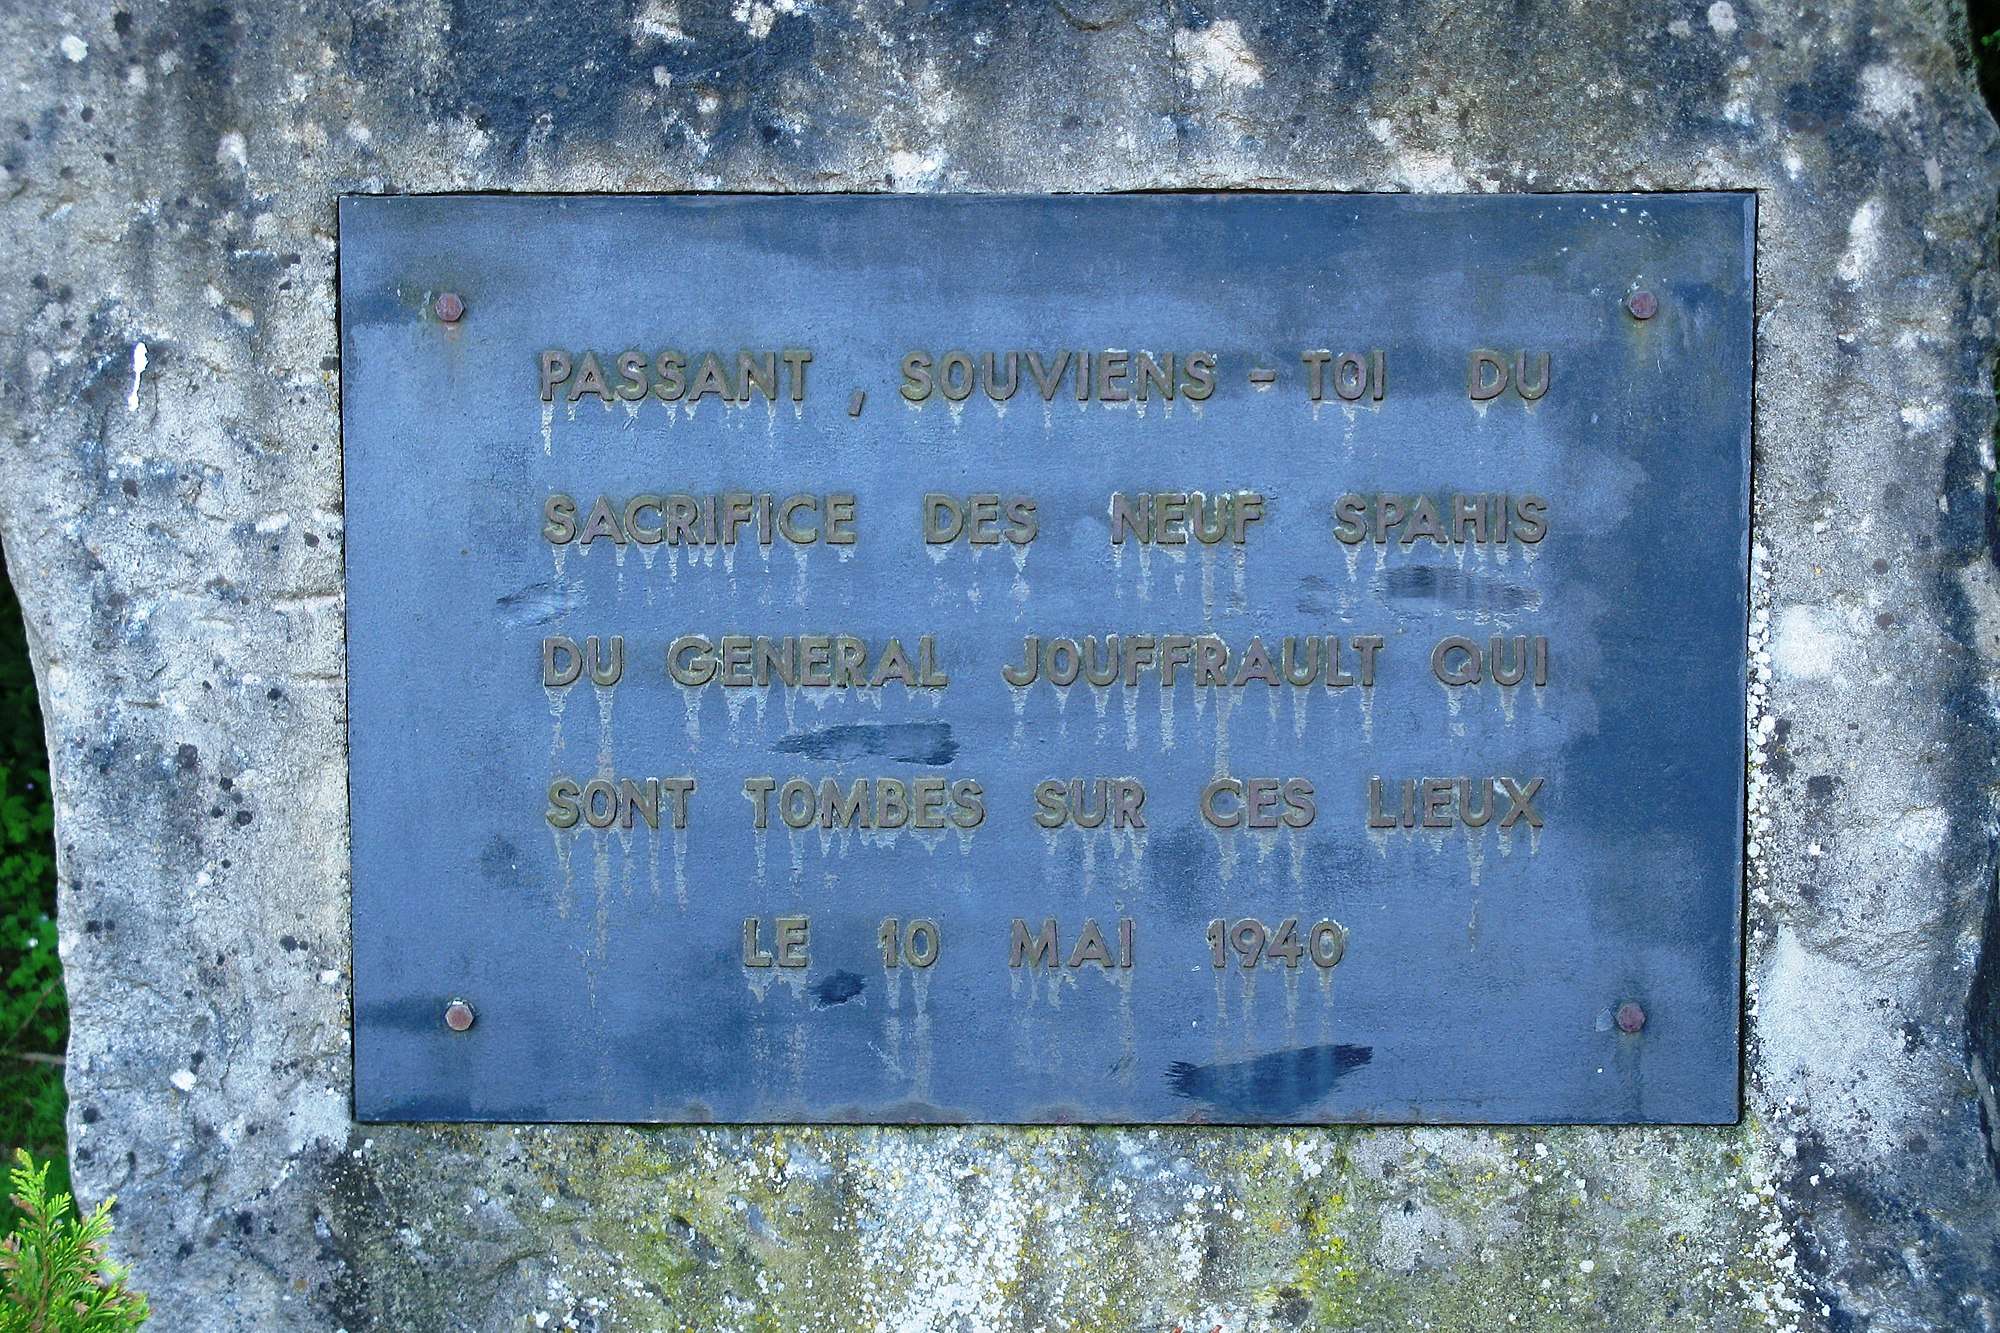 PASSANT , SOUVIENS - TOI DU
SACRIFICE DES NEUF SPAHIS
DU GENERAL JOUFFRAULT QUI
SONT TOMBES SUR CES LIEUX
LE 10 MAI 1940